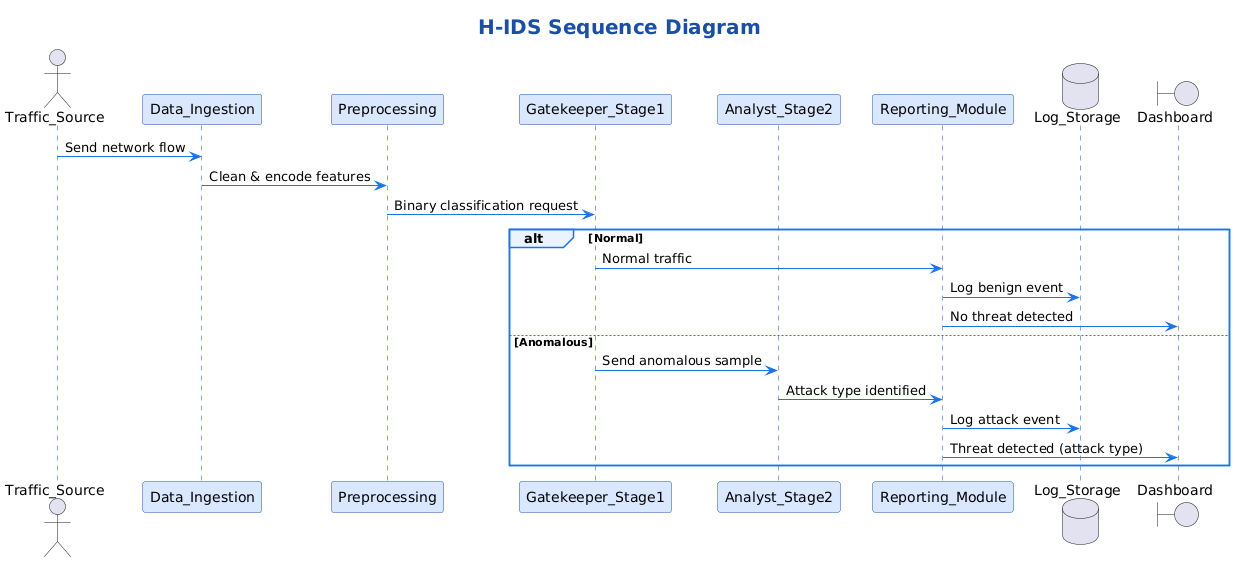 H-IDS Sequence Diagram
Traffic_Source
Data_Ingestion
Preprocessing
Gatekeeper_Stage1
Analyst_Stage2
Reporting_Module
Log_Storage
Dashboard
Send network flow
Clean & encode features
Binary classification request
alt
[Normal]
Normal traffic
Log benign event
No threat detected
[Anomalous]
Send anomalous sample
Attack type identified
Log attack event
Threat detected (attack type)
Traffic_Source
Data_Ingestion
Preprocessing
Gatekeeper_Stage1
Analyst_Stage2
Reporting_Module
Log_Storage
Dashboard